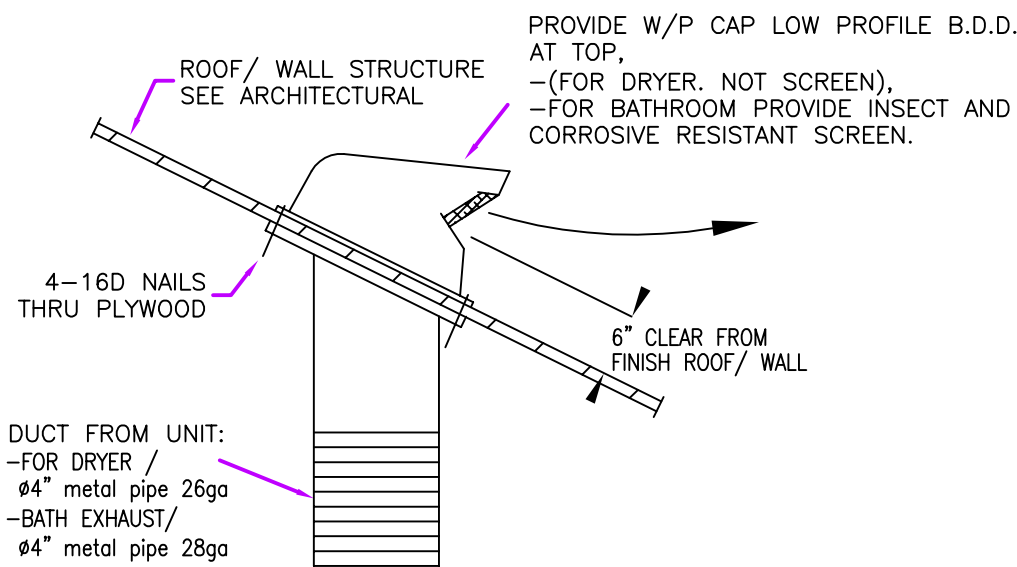 PROVIDE W/P CAP LOW PROFILE B.D.D.
AT TOP,
-(FOR DRYER. NOT SCREEN),
-FOR BATHROOM PROVIDE INSECT AND
CORROSIVE RESISTANT SCREEN.
ROOF/ WALL STRUCTURE
SEE ARCHITECTURAL
4-16D NAILS
THRU PLYWOOD
6" CLEAR FROM
FINISH ROOF/ WALL
DUCT FROM UNIT:
-FOR DRYER /
ø4" metal pipe 26ga
-BATH EXHAUST/
ø4" metal pipe 28ga